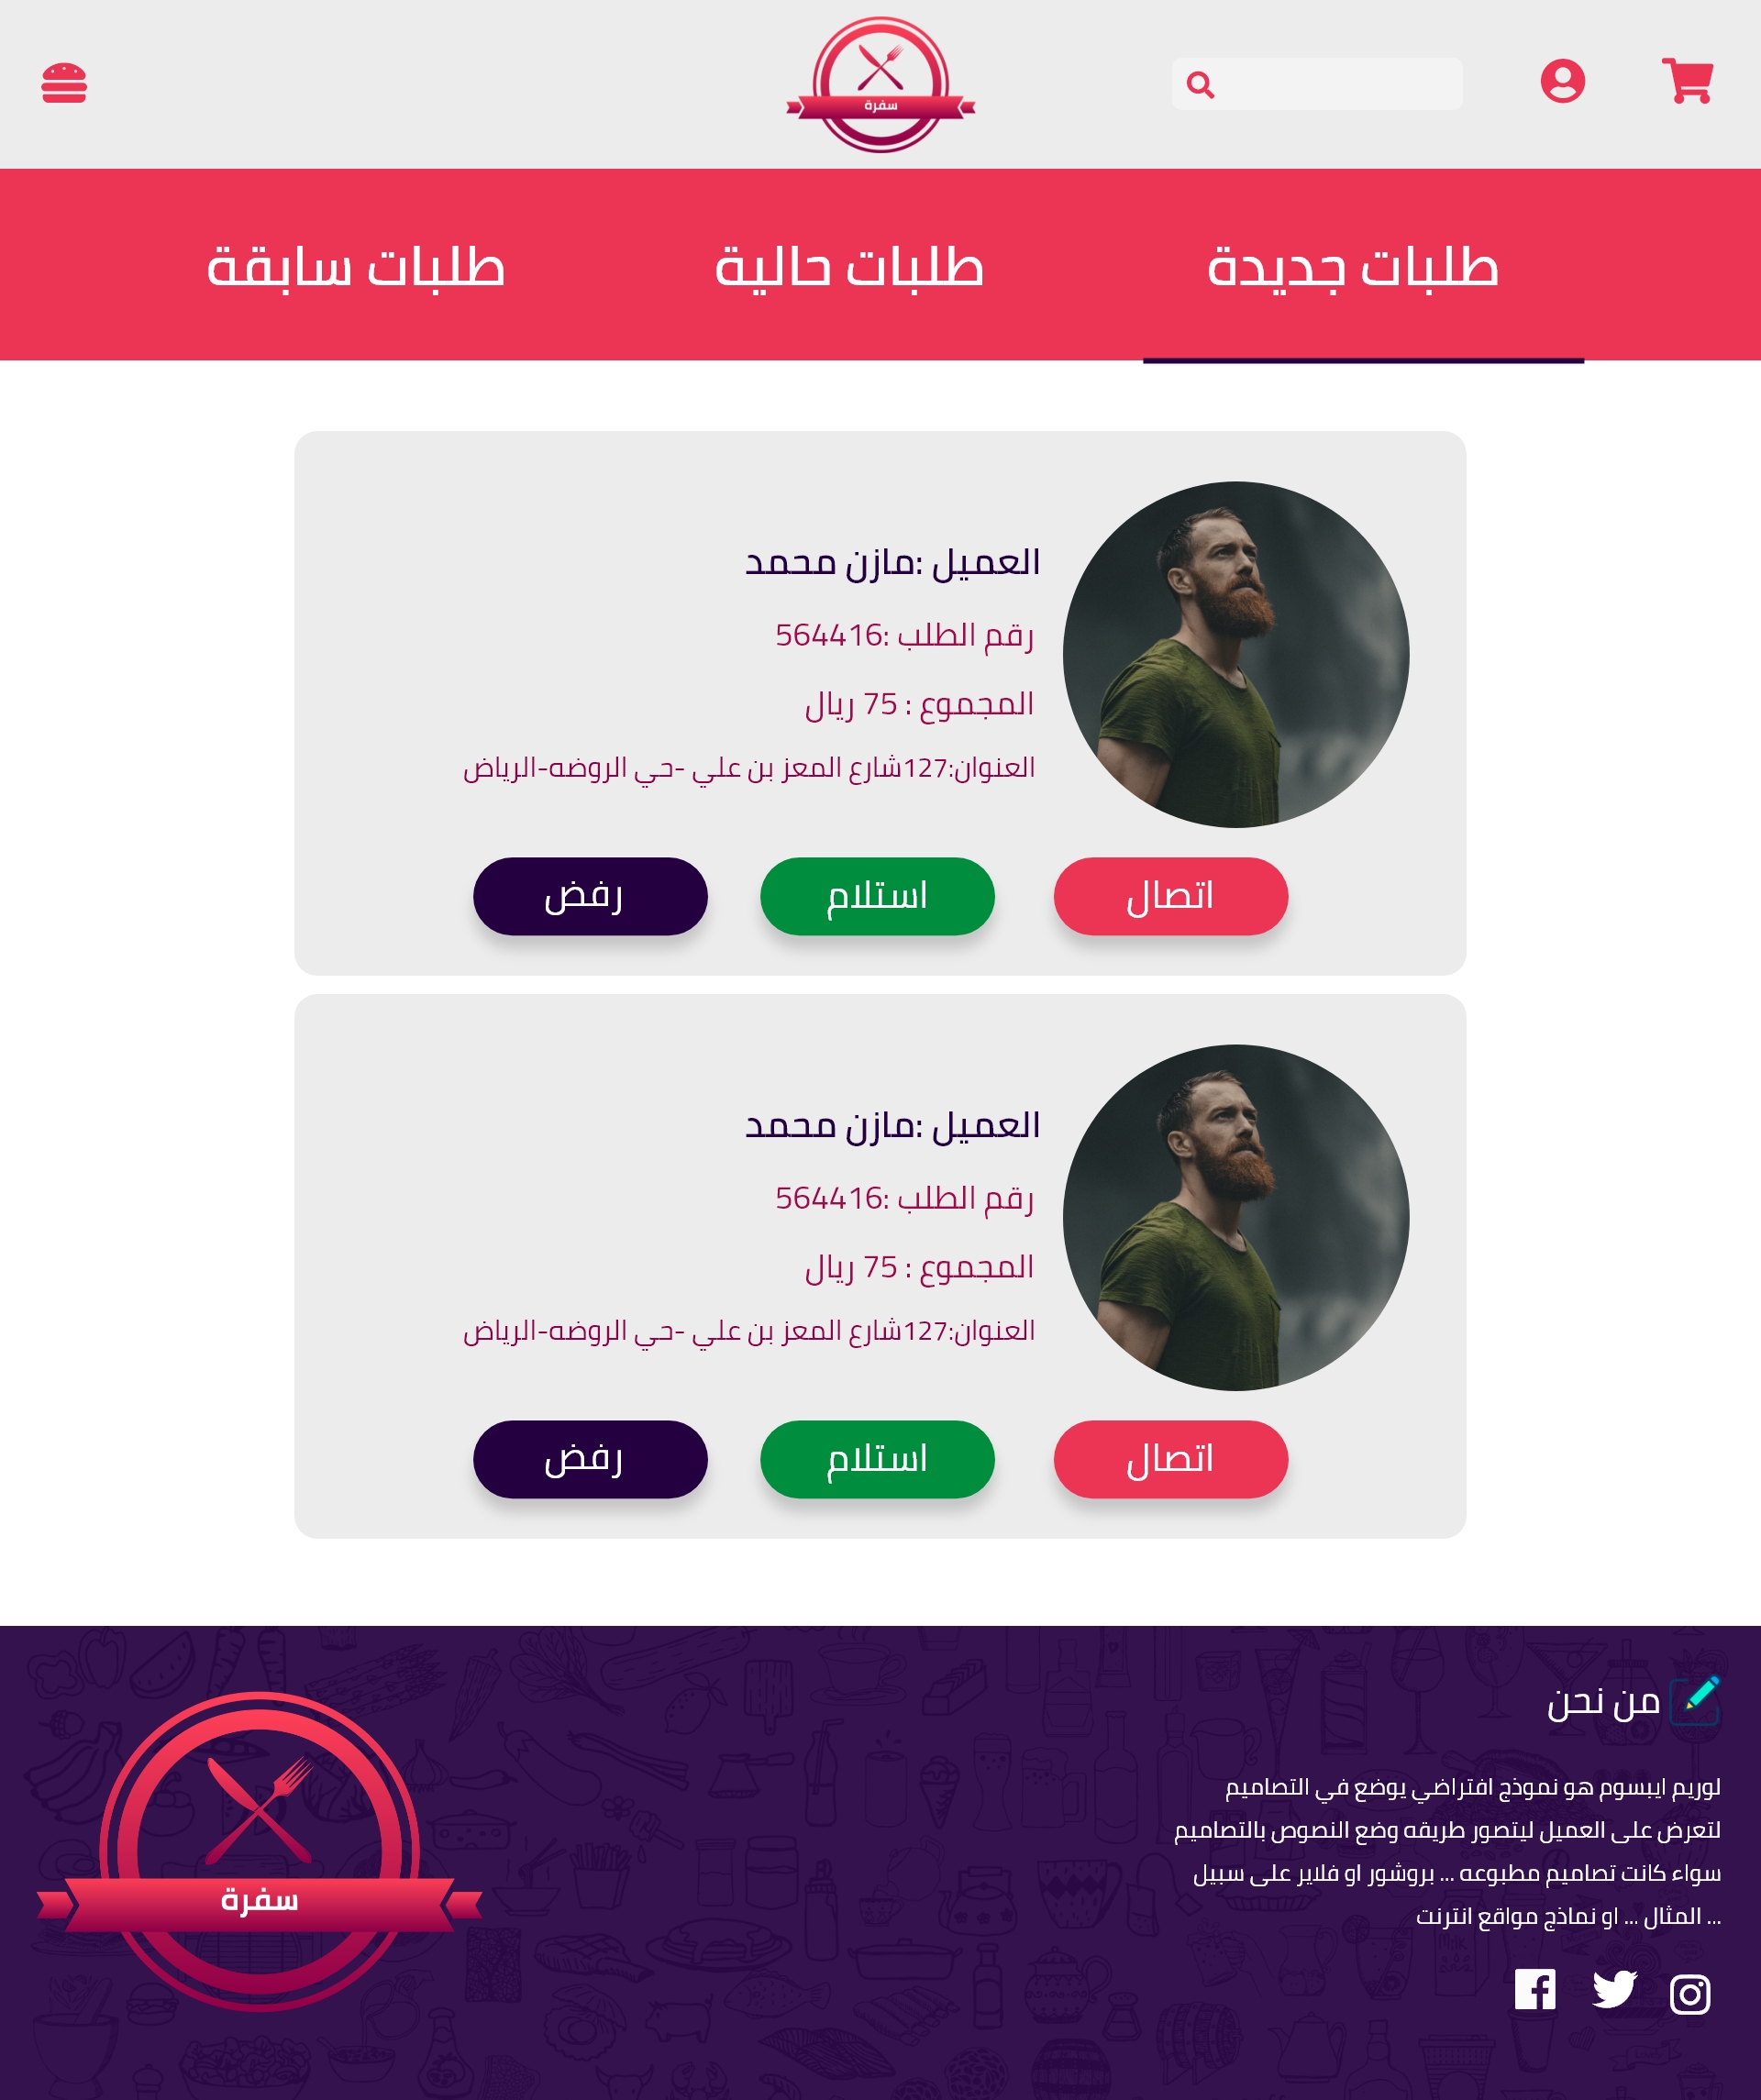 سفرة
طلبات جديدة
طلبات حالية
طلبات سابقة
العميل :مازن محمد
رقم الطلب :564416
المجموع : 75 ريال
العنوان:127شارع المعز بن علي -حي الروضه-الرياض
اتصال
استلام
رفض
العميل :مازن محمد
رقم الطلب :564416
المجموع : 75 ريال
العنوان:127شارع المعز بن علي -حي الروضه-الرياض
اتصال
استلام
رفض
من نحن
لوريم ايبسوم هو نموذج افتراضي يوضع في التصاميم
لتعرض على العميل ليتصور طريقه وضع النصوص بالتصاميم
سواء كانت تصاميم مطبوعه ... بروشور او فلاير على سبيل
... المثال ... او نماذج مواقع انترنت
سفرة